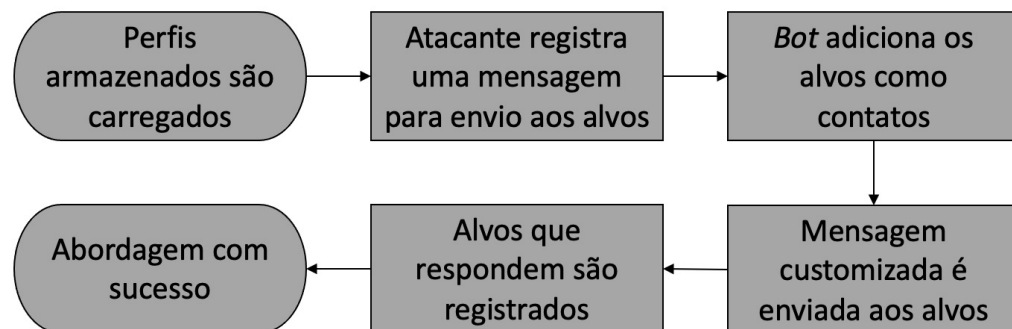 Perfis
armazenados são
carregados
Atacante registra
uma mensagem
para envio aos alvos
Bot adiciona os
alvos como
contatos
Mensagem
customizada é
enviada aos alvos
Alvos que
respondem são
registrados
Abordagem com
sucesso